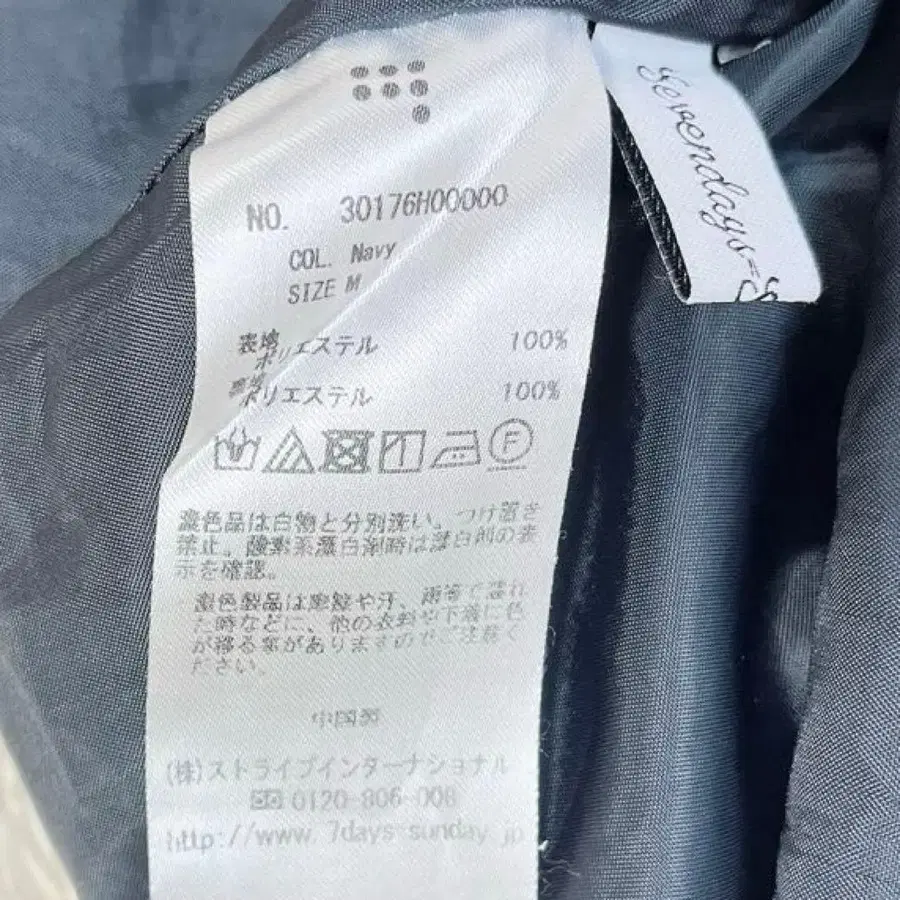 NO. 30176H00000
COL. Navy
SIZE M
表地
ポリエステル 100%
裏地
ポリエステル 100%
F
濃色品は白物と分別洗い。つけ置き
禁止。酸素系漂白剤時は漂白剤の表
示を確認。
濃色製品は摩擦や汗、雨等で濡れ
た時などに、他の衣料や下着に色
が移る事がありますのでご注意く
ださい。
中国製
(株)ストライプインターナショナル
0120-806-008
http://www.7days-sunday.jp
Sevendays=S